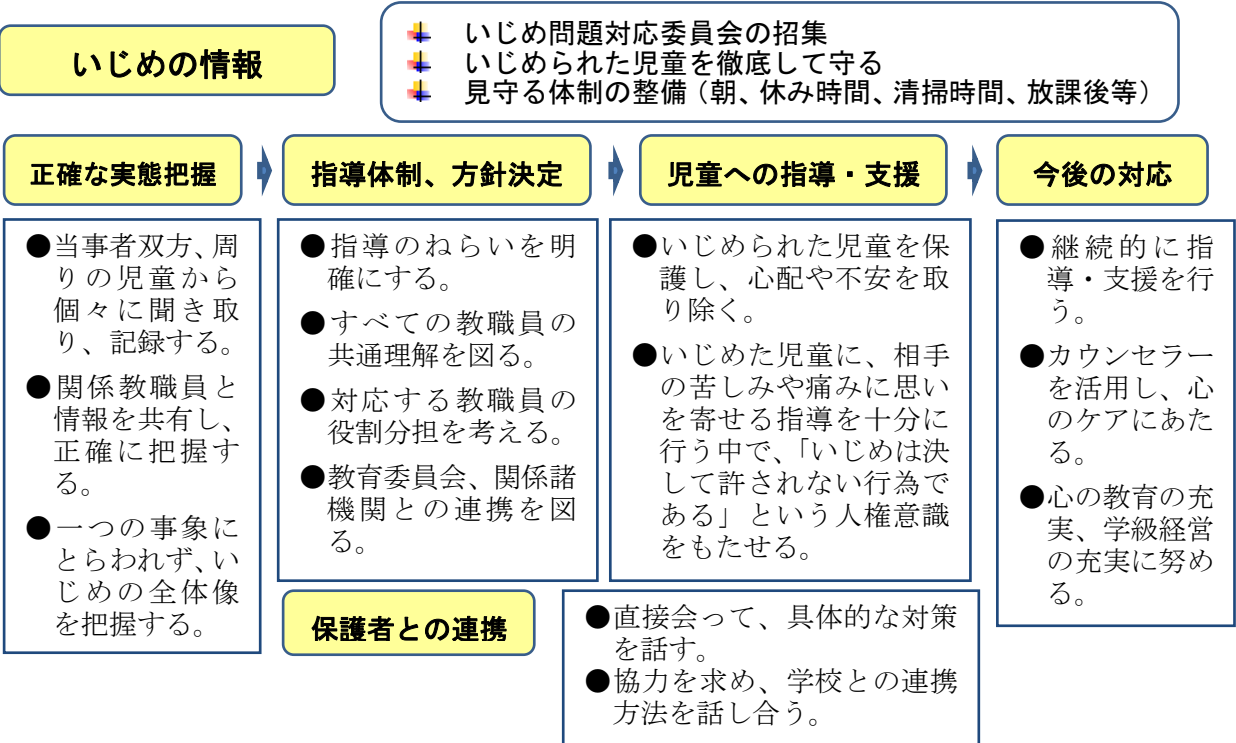 いじめの情報
いじめ問題対応委員会の招集
いじめられた児童を徹底して守る
見守る体制の整備(朝、休み時間、清掃時間、放課後等)
正確な実態把握
●当事者双方、周
りの児童から
個々に聞き取
り、記録する。
●関係教職員と
情報を共有し、
正確に把握す
る。
●一つの事象に
とらわれず、い
じめの全体像
を把握する。
指導体制、方針決定
●指導のねらいを明
確にする。
●すべての教職員の
共通理解を図る。
●対応する教職員の
役割分担を考える。
●教育委員会、関係諸
機関との連携を図
る。
児童への指導・支援
●いじめられた児童を保
護し、心配や不安を取
り除く。
●いじめた児童に、相手
の苦しみや痛みに思い
を寄せる指導を十分に
行う中で、「いじめは決
して許されない行為で
ある」という人権意識
をもたせる。
今後の対応
●継続的に指
導・支援を行
う。
●カウンセラー
を活用し、心
のケアにあた
る。
●心の教育の充
実、学級経営
の充実に努め
る。
保護者との連携
●直接会って、具体的な対策
を話す。
●協力を求め、学校との連携
方法を話し合う。